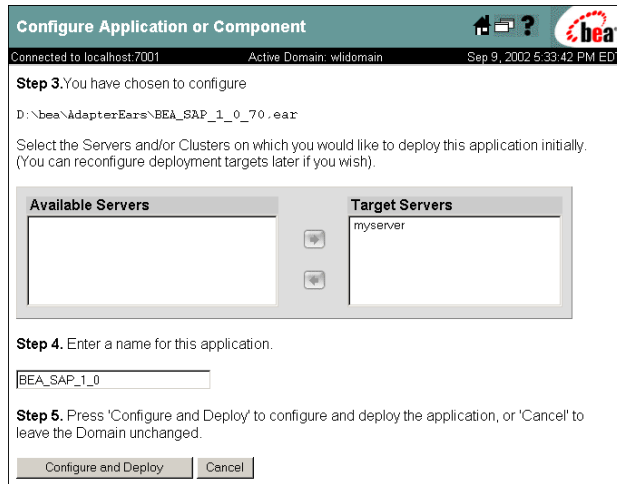 Configure Application or Component
? bea
Connected to localhost:7001 Active Domain: wlidomain Sep 9, 2002 5:33:42 PM EDT
Step 3.You have chosen to configure
D:\bea\AdapterEars\BEA_SAP_1_0_70.ear
Select the Servers and/or Clusters on which you would like to deploy this application initially.
(You can reconfigure deployment targets later if you wish).
Available Servers Target Servers
myserver
Step 4. Enter a name for this application.
BEA_SAP_1_0
Step 5. Press 'Configure and Deploy' to configure and deploy the application, or 'Cancel' to
leave the Domain unchanged.
Configure and Deploy Cancel